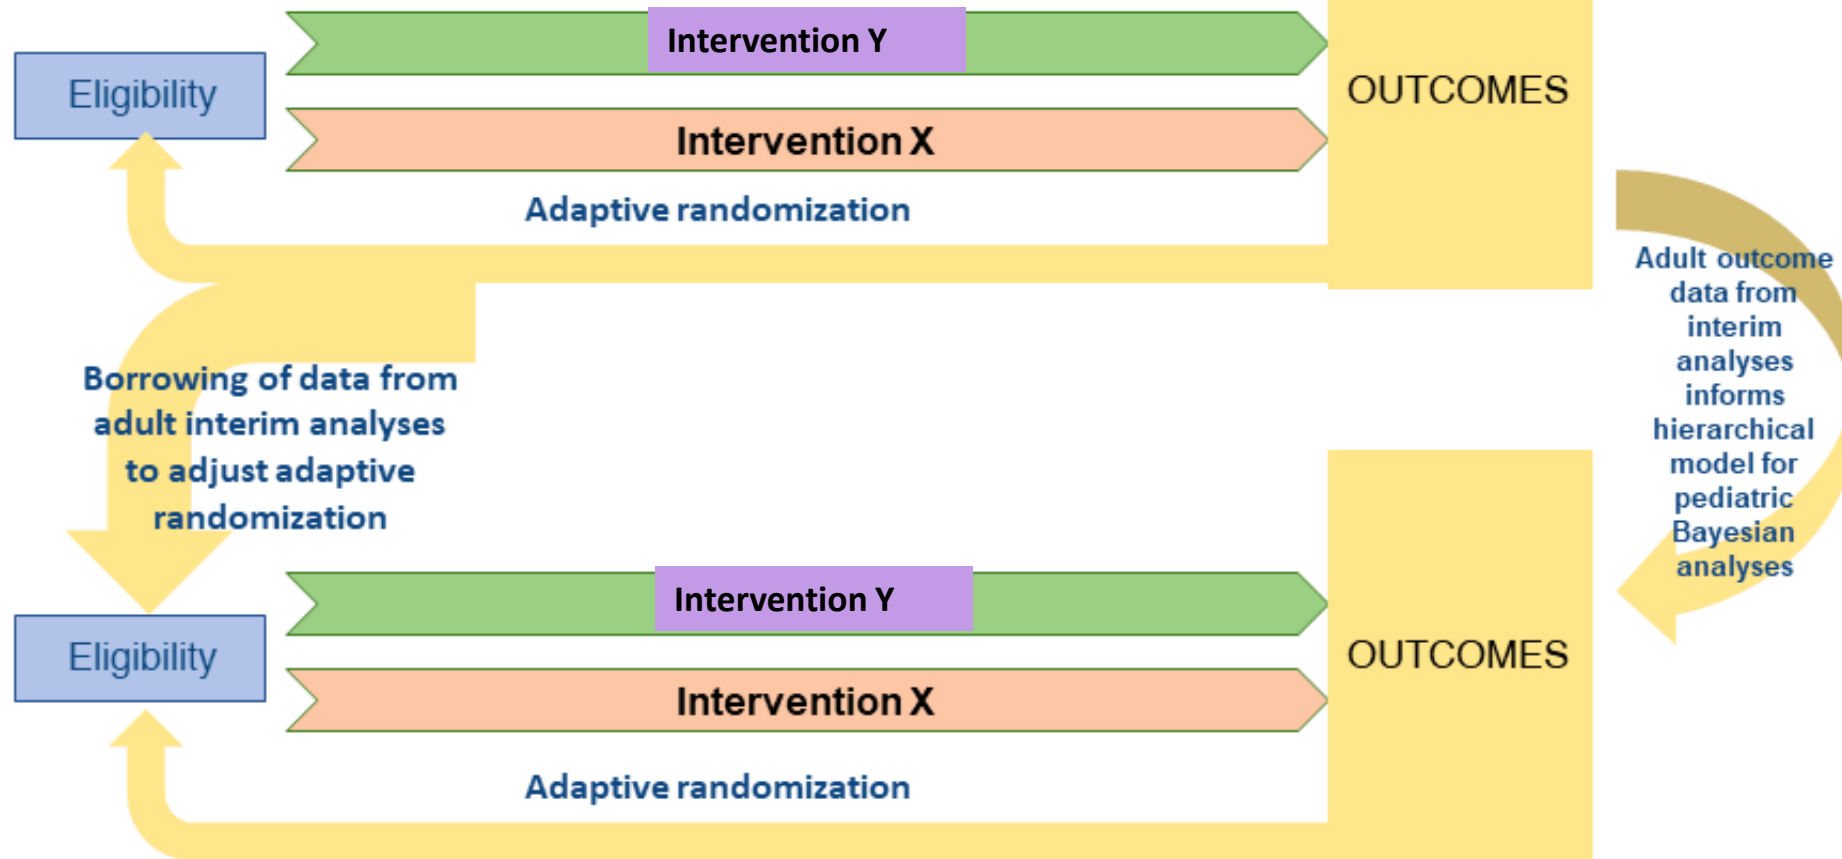 Intervention Y
Eligibility
OUTCOMES
Intervention X
Adaptive randomization
Adult outcome
data from
interim
analyses
informs
hierarchical
model for
pediatric
Bayesian
analyses
Borrowing of data from
adult interim analyses
to adjust adaptive
randomization
Intervention Y
Eligibility
OUTCOMES
Intervention X
Adaptive randomization